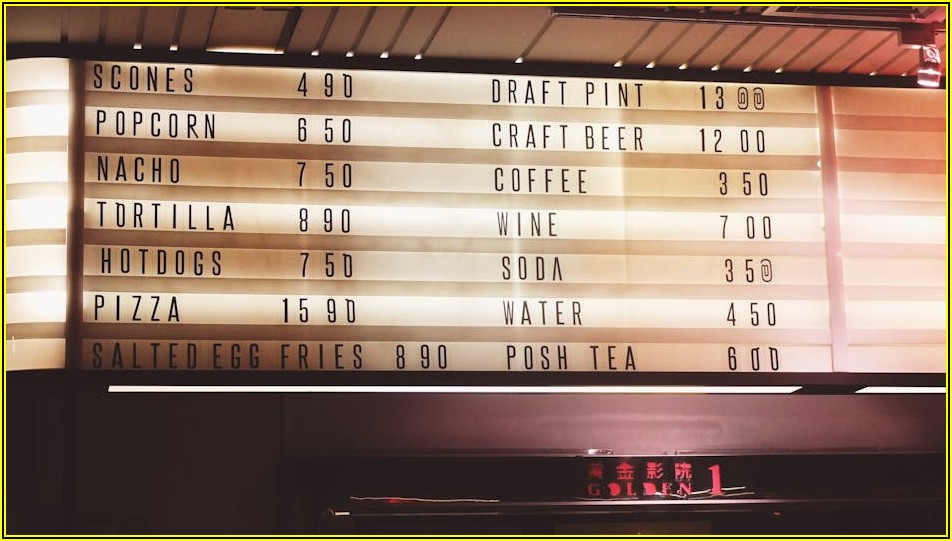 SCONES 4 90
POPCORN 6 50
NACHO 7 50
TORTILLA 8 90
HOTDOGS 7 50
PIZZA 15 90
SALTED EGG FRIES 8 90
DRAFT PINT 13 00
CRAFT BEER 12 00
COFFEE 3 50
WINE 7 00
SODA 3 50
WATER 4 50
POSH TEA 6 00
黃金影院 1
GOLDEN